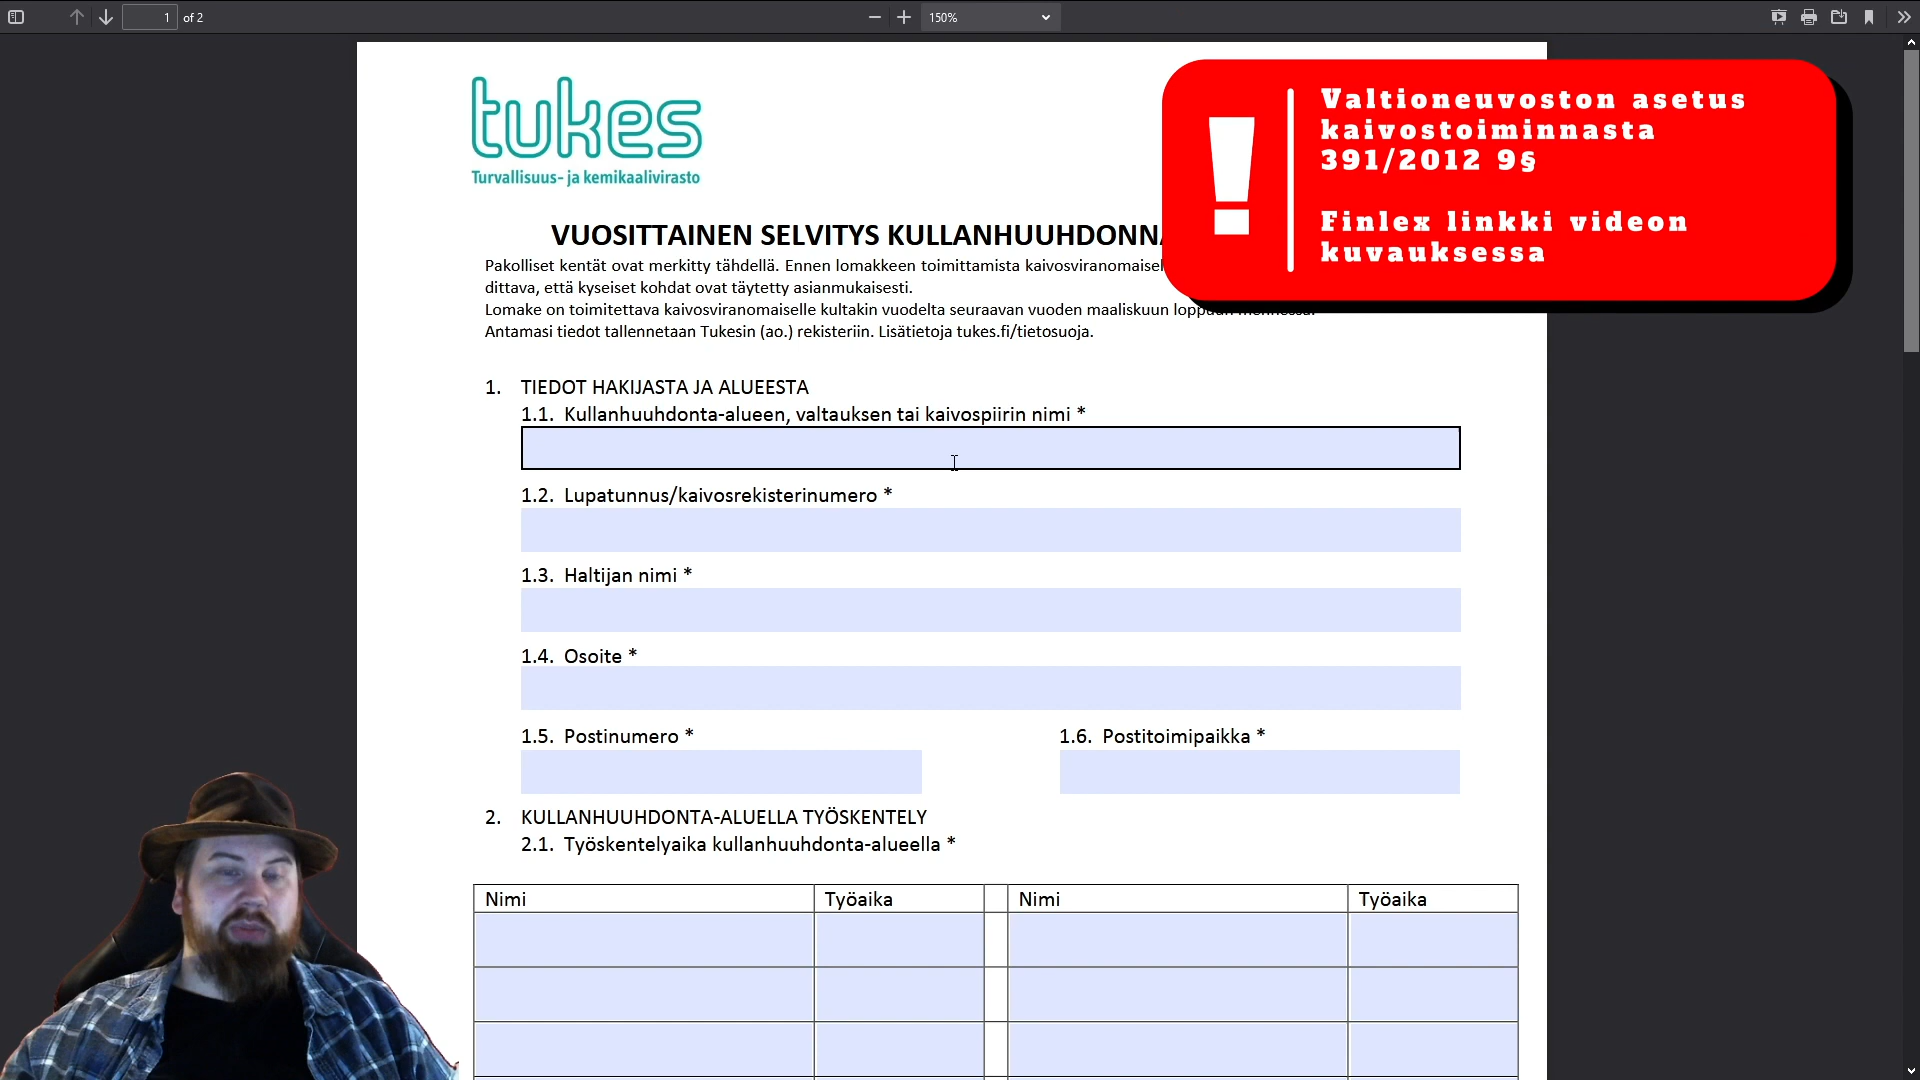 1 of 2
150%
tukes
Turvallisuus- ja kemikaalivirasto
Valtioneuvoston asetus
kaivostoiminnasta
391/2012 9§
Finlex linkki videon
kuvauksessa
!
VUOSITTAINEN SELVITYS KULLANHUUHDONNA
Pakolliset kentät ovat merkitty tähdellä. Ennen lomakkeen toimittamista
dittava, että kyseiset kohdat ovat täytetty asianmukaisesti.
Lomake on toimitettava kaivosviranomaiselle kultakin vuodelta seuraavan vuoden maaliskuun
Antamasi tiedot tallennetaan Tukesin (ao.) rekisteriin. Lisätietoja tukes.fi/tietosuoja.
1. TIEDOT HAKIJASTA JA ALUEESTA
1.1. Kullanhuuhdonta-alueen, valtauksen tai kaivospiirin nimi *
1.2. Lupatunnus/kaivosrekisterinumero *
1.3. Haltijan nimi *
1.4. Osoite *
1.5. Postinumero * 1.6. Postitoimipaikka *
2. KULLANHUUHDONTA-ALUELLA TYÖSKENTELY
2.1. Työskentelyaika kullanhuuhdonta-alueella *
Nimi Työaika Nimi Työaika